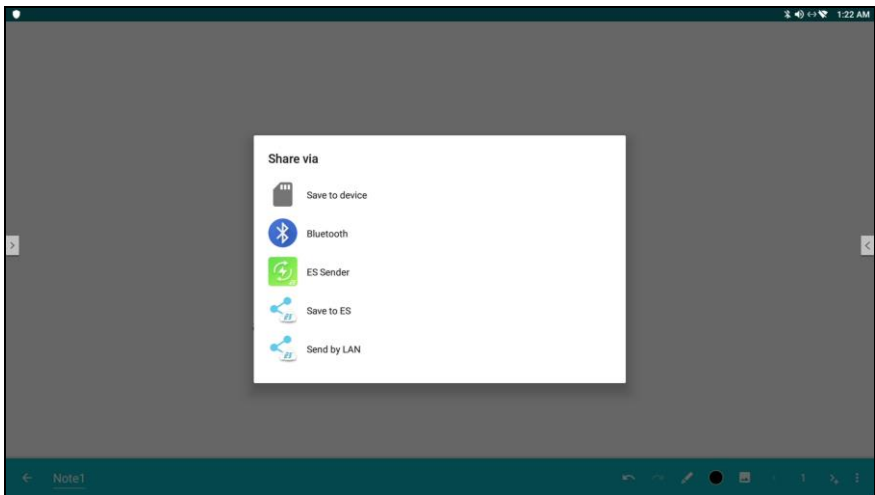 1:22 AM
Share via
Save to device
Bluetooth
ES Sender
Save to ES
Send by LAN
Note1
1